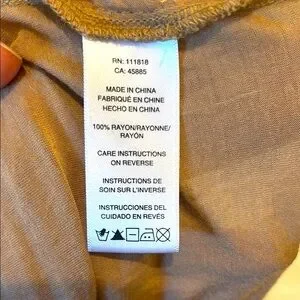 RN: 111818
CA: 45885
MADE IN CHINA
FABRIQUÉ EN CHINE
HECHO EN CHINA
100% RAYON/RAYONNE/
RAYÓN
CARE INSTRUCTIONS
ON REVERSE
INSTRUCTIONS DE
SOIN SUR L'INVERSE
INSTRUCCIONES DEL
CUIDADO EN REVÉS